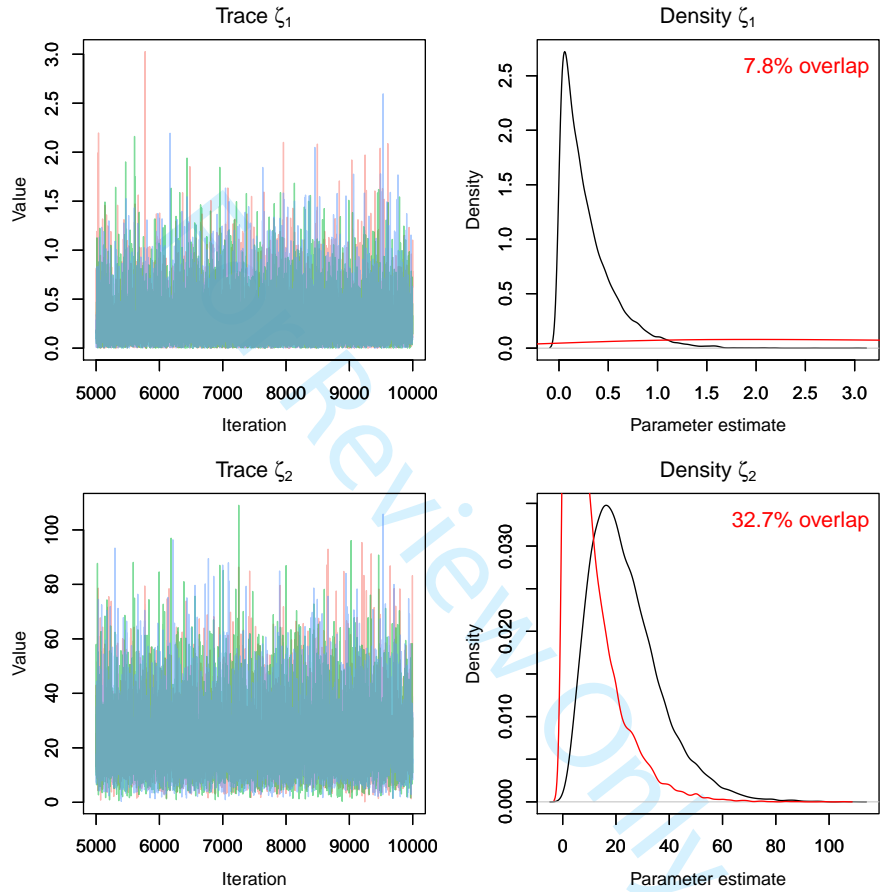 Trace ζ1
Value
0.0 0.5 1.0 1.5 2.0 2.5 3.0
5000 6000 7000 8000 9000 10000
Iteration
Density ζ1
7.8% overlap
Density
0.0 0.5 1.0 1.5 2.0 2.5
0.0 0.5 1.0 1.5 2.0 2.5 3.0
Parameter estimate
Trace ζ2
Value
0 20 40 60 80 100
5000 6000 7000 8000 9000 10000
Iteration
Density ζ2
32.7% overlap
Density
0.000 0.010 0.020 0.030
0 20 40 60 80 100
Parameter estimate
For Review Only